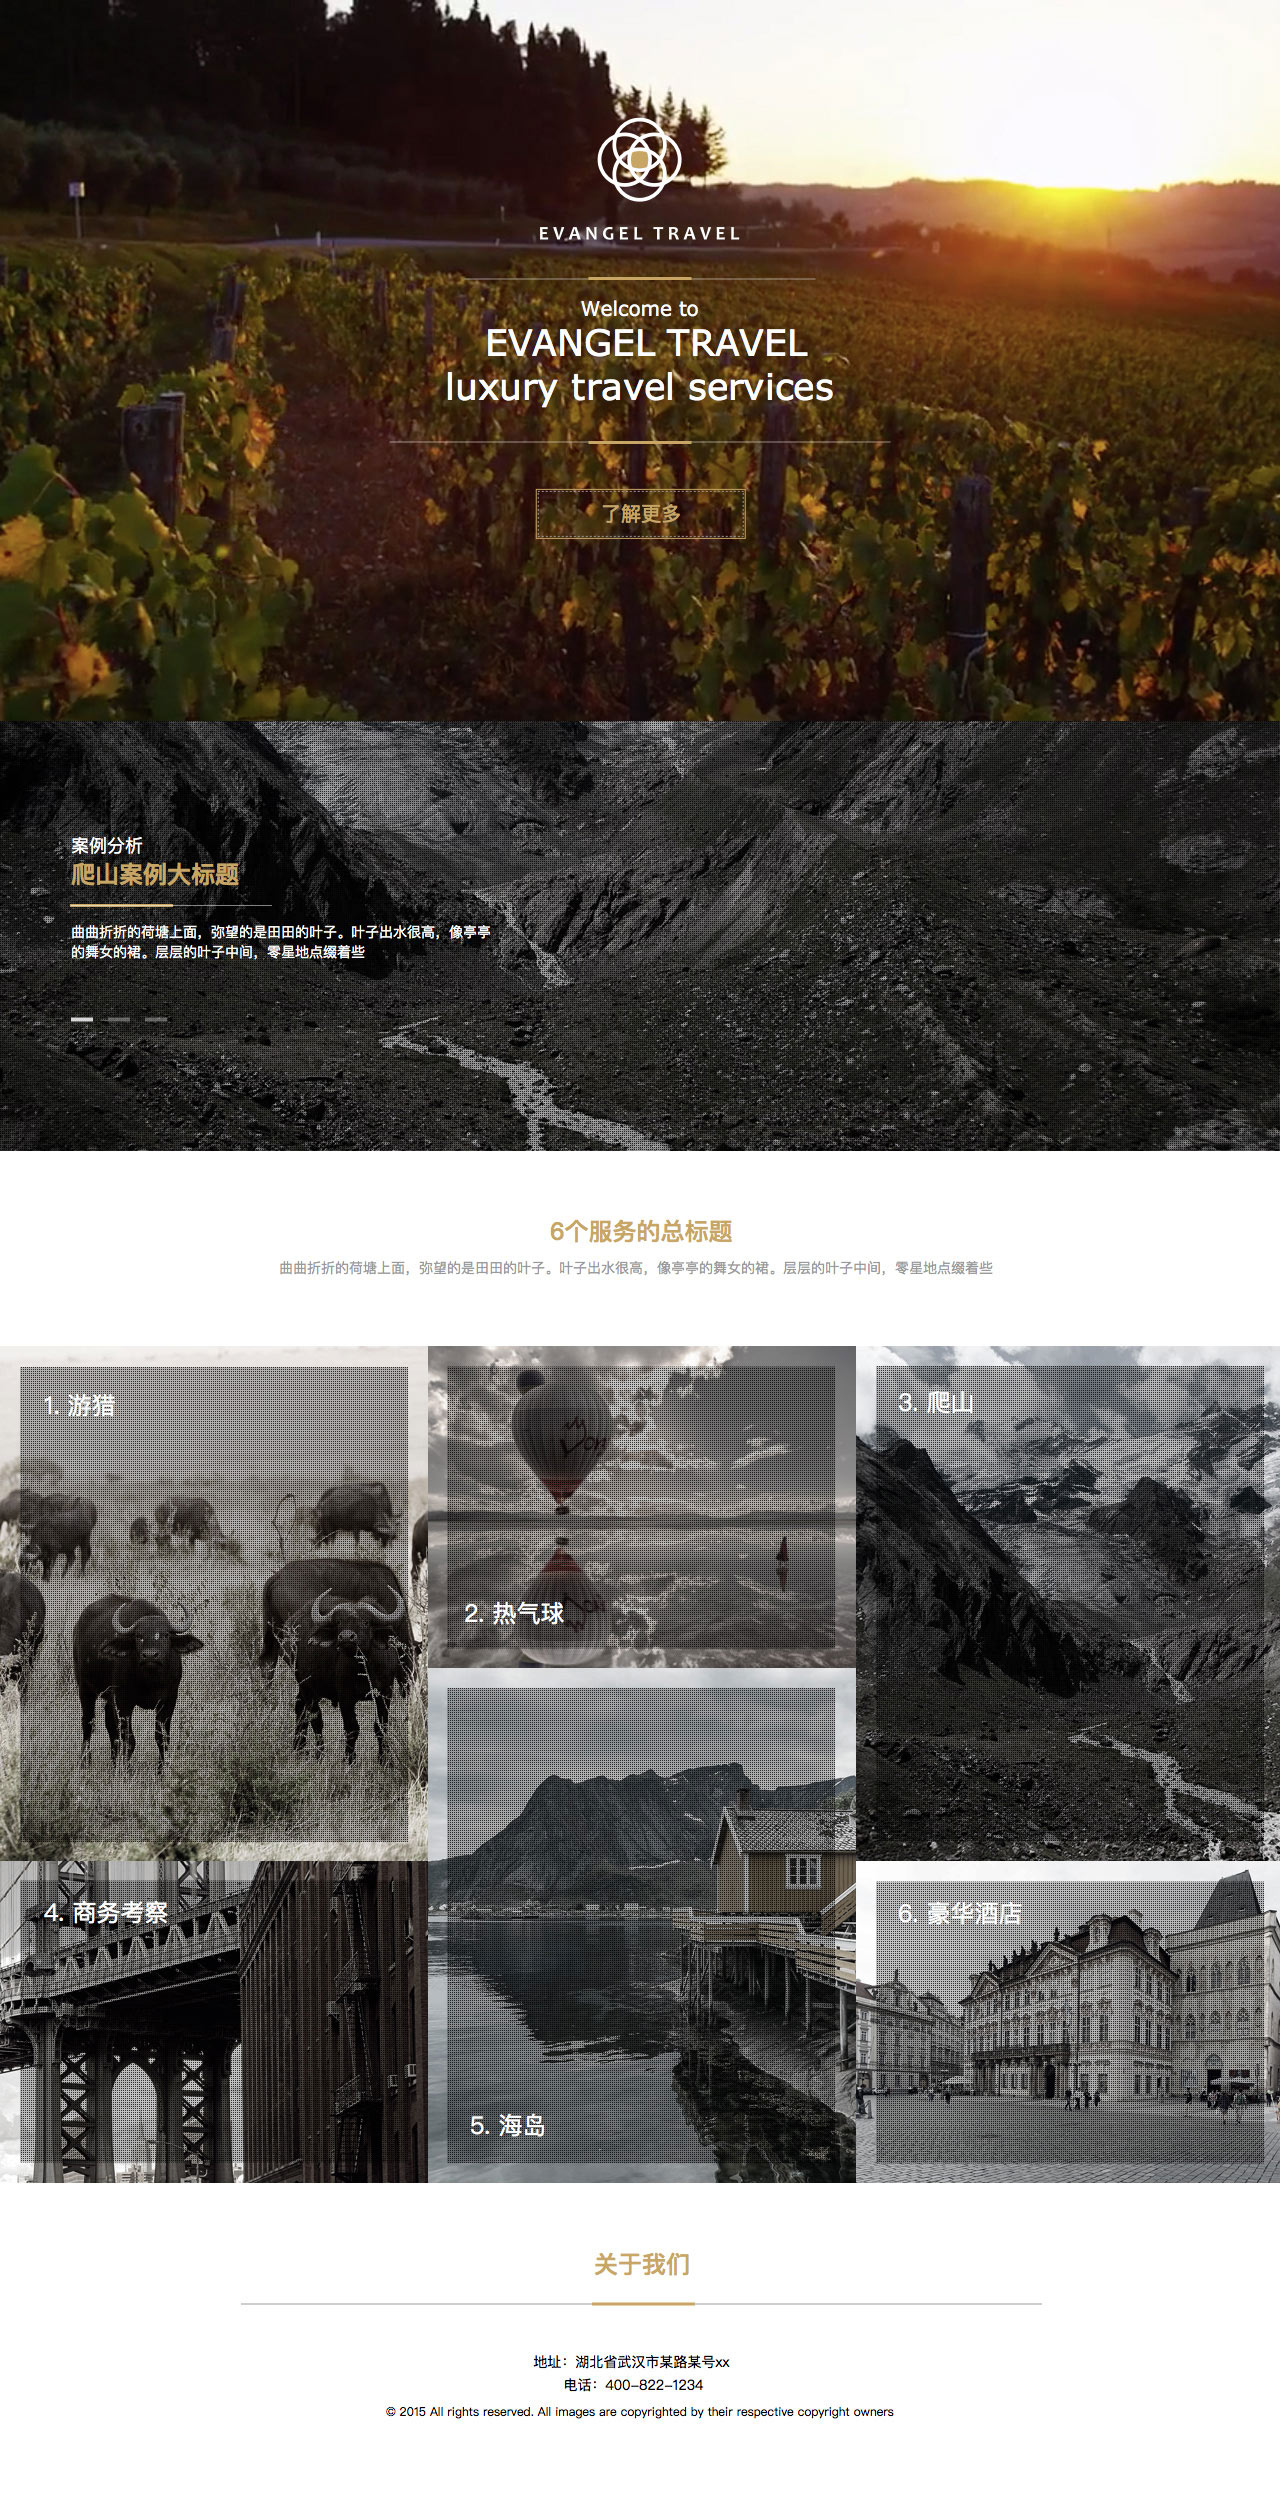 EVANGEL TRAVEL
Welcome to
EVANGEL TRAVEL
luxury travel services
了解更多
案例分析
爬山案例大标题
曲曲折折的荷塘上面，弥望的是田田的叶子。叶子出水很高，像亭亭
的舞女的裙。层层的叶子中间，零星地点缀着些
6个服务的总标题
曲曲折折的荷塘上面，弥望的是田田的叶子。叶子出水很高，像亭亭的舞女的裙。层层的叶子中间，零星地点缀着些
1. 游猎
2. 热气球
3. 爬山
4. 商务考察
5. 海岛
6. 豪华酒店
关于我们
地址：湖北省武汉市某路某号xx
电话：400-822-1234
© 2015 All rights reserved. All images are copyrighted by their respective copyright owners